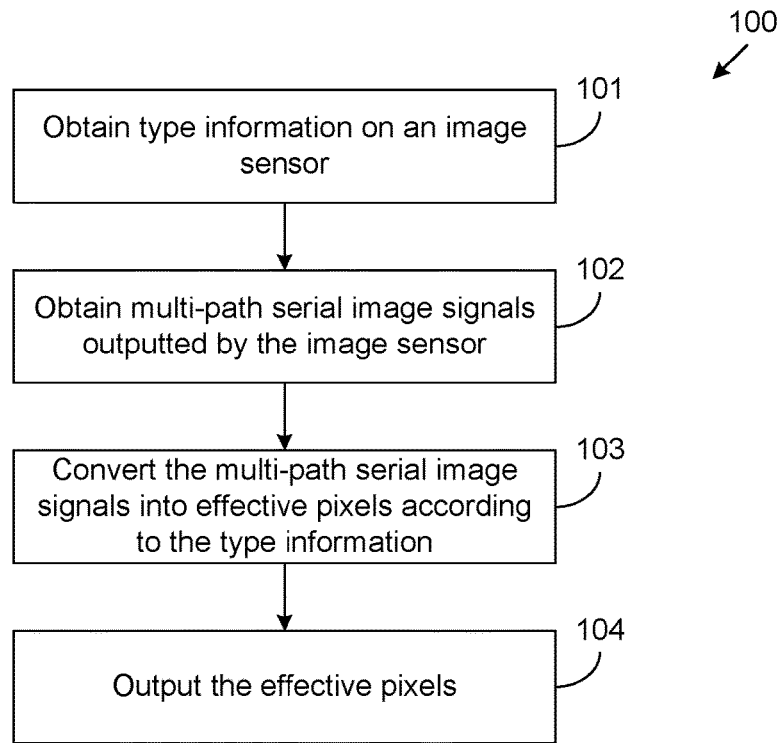 100
101
Obtain type information on an image
sensor
102
Obtain multi-path serial image signals
outputted by the image sensor
103
Convert the multi-path serial image
signals into effective pixels according
to the type information
104
Output the effective pixels